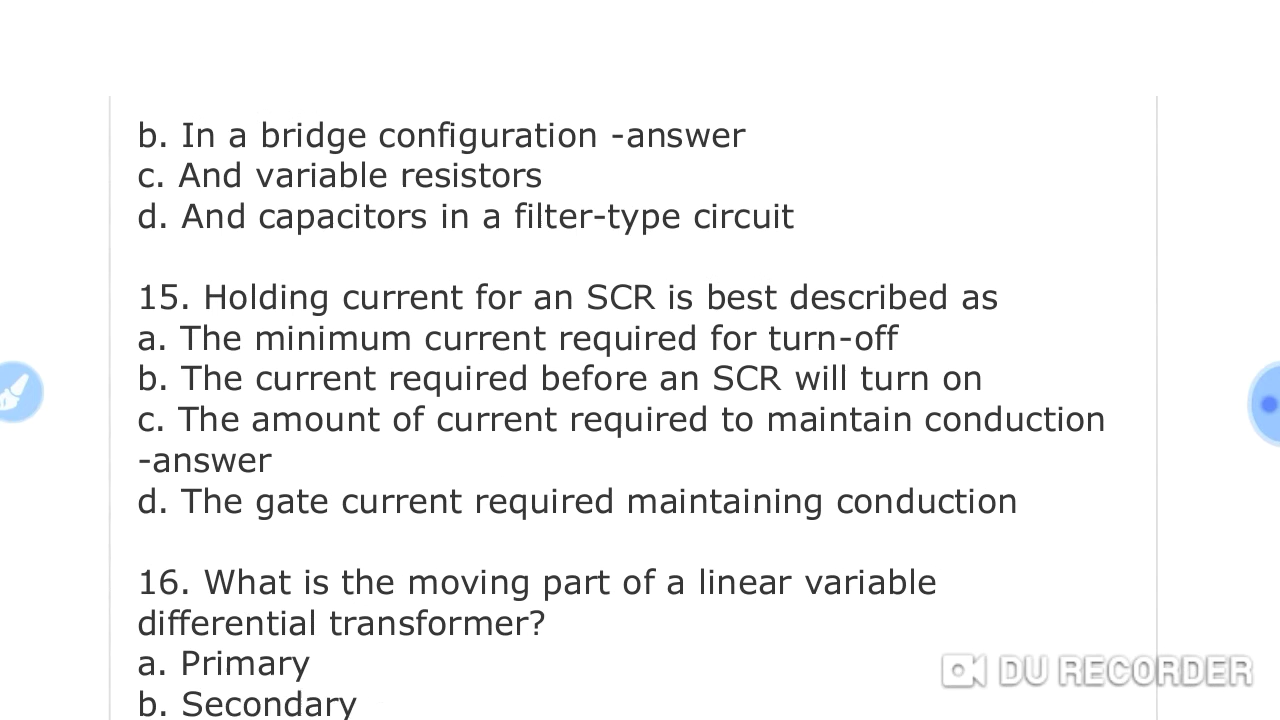 b. In a bridge configuration -answer
c. And variable resistors
d. And capacitors in a filter-type circuit
15. Holding current for an SCR is best described as
a. The minimum current required for turn-off
b. The current required before an SCR will turn on
c. The amount of current required to maintain conduction
-answer
d. The gate current required maintaining conduction
16. What is the moving part of a linear variable
differential transformer?
a. Primary
b. Secondary
DU RECORDER